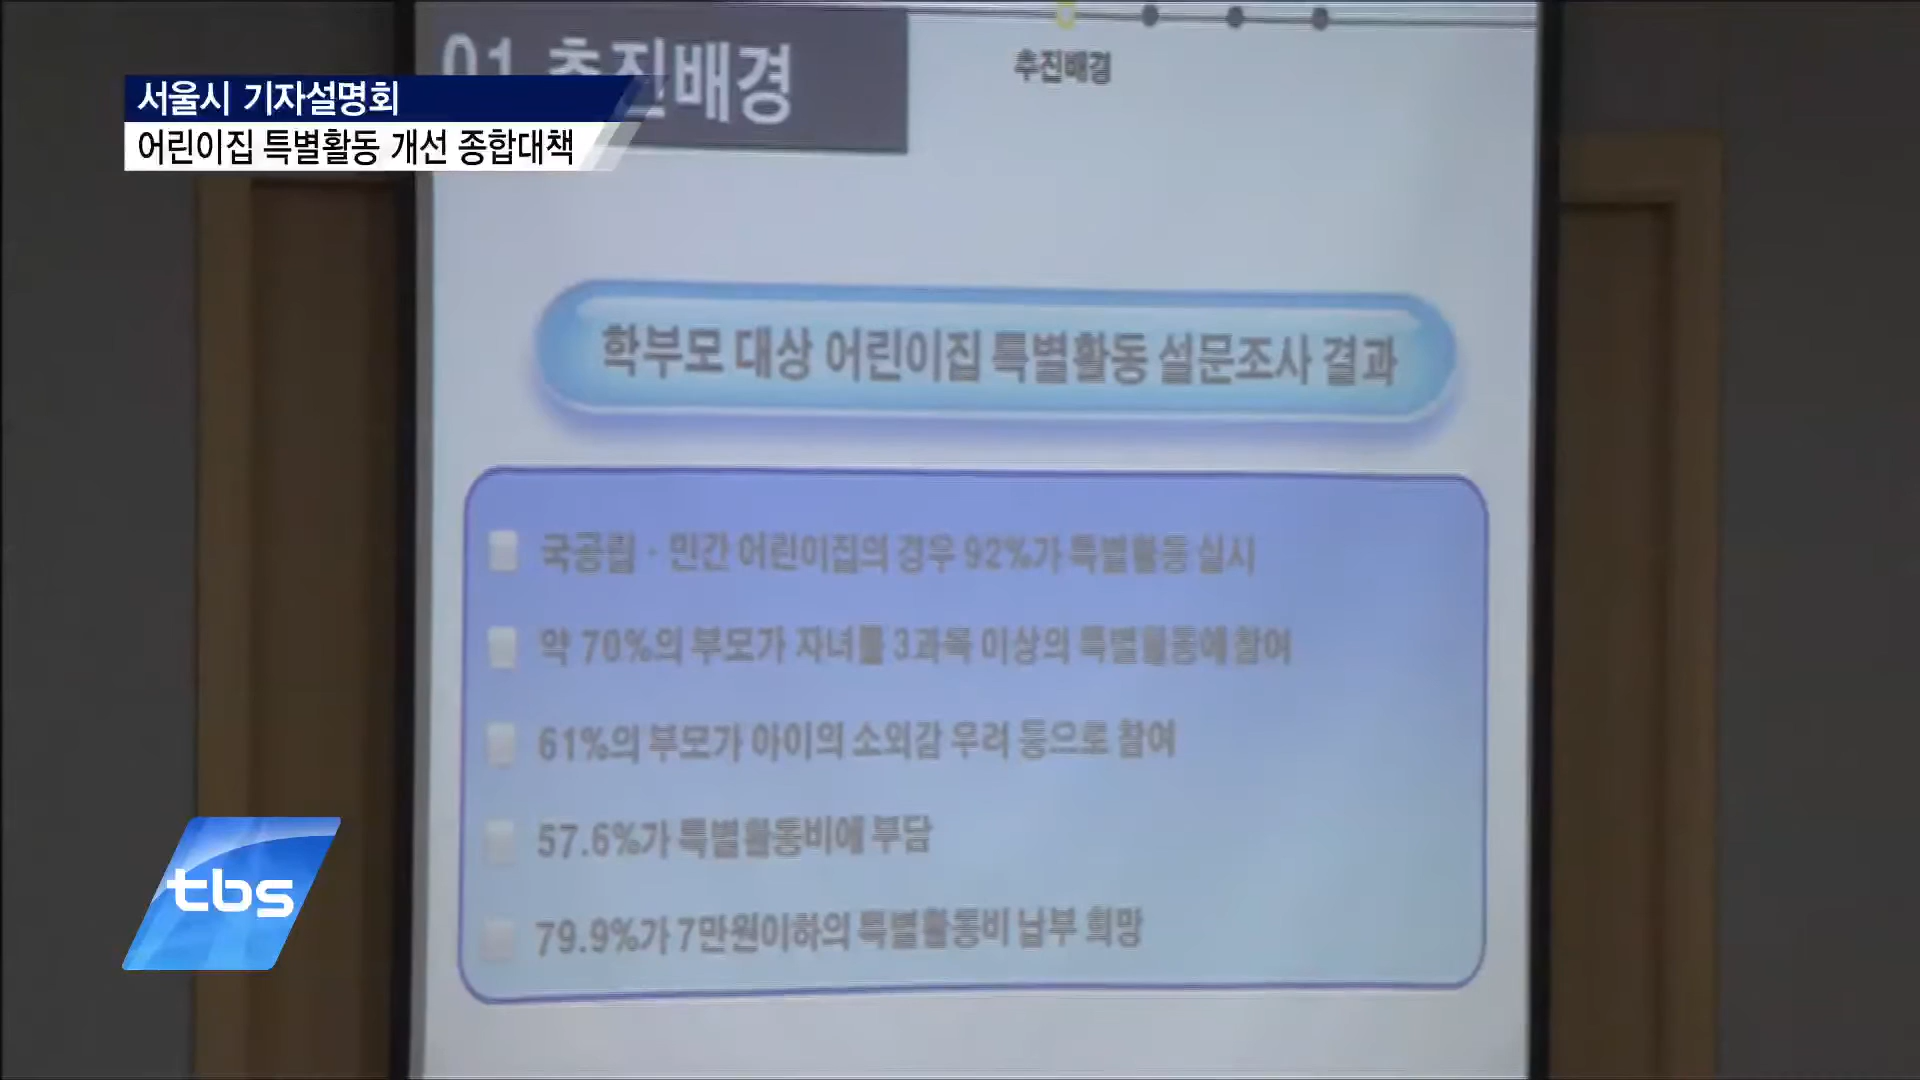 01 추진배경
추진배경
서울시 기자설명회
어린이집 특별활동 개선 종합대책
학부모 대상 어린이집 특별활동 설문조사 결과
국공립 · 민간 어린이집의 경우 92%가 특별활동 실시
약 70%의 부모가 자녀를 3과목 이상의 특별활동에 참여
61%의 부모가 아이의 소외감 우려 등으로 참여
57.6%가 특별활동비에 부담
79.9%가 7만원이하의 특별활동비 납부 희망
tbs